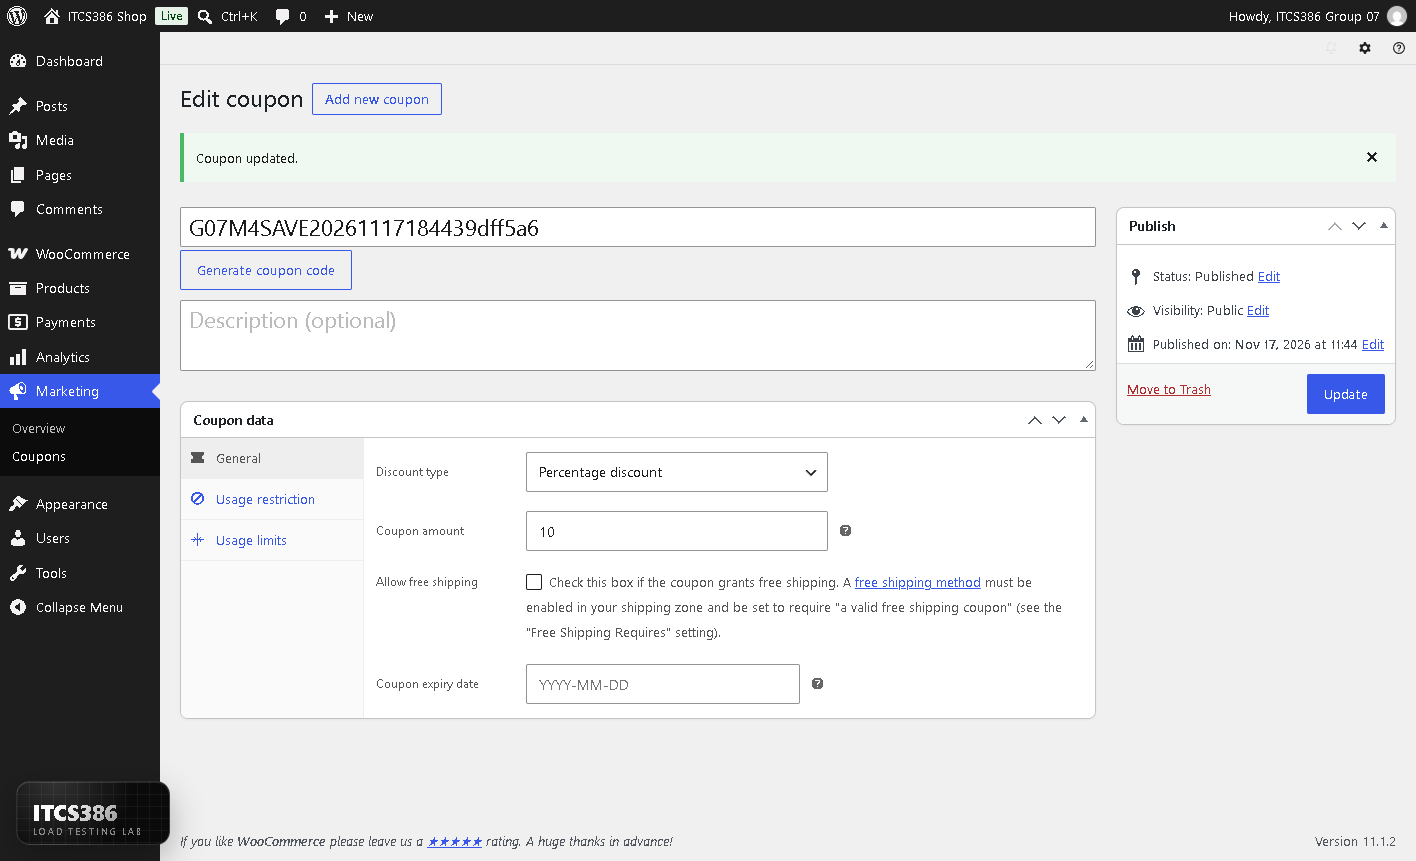 ITCS386 Shop Live Ctrl+K 0 New Howdy, ITCS386 Group 07
Dashboard
Posts
Media
Pages
Comments
WooCommerce
Products
Payments
Analytics
Marketing
Overview
Coupons
Appearance
Users
Tools
Collapse Menu
ITCS386
LOAD TESTING LAB
Edit coupon Add new coupon
Coupon updated.
G07M4SAVE20261117184439dff5a6
Generate coupon code
Description (optional)
Coupon data
General
Usage restriction
Usage limits
Discount type Percentage discount
Coupon amount 10
Allow free shipping Check this box if the coupon grants free shipping. A free shipping method must be
enabled in your shipping zone and be set to require "a valid free shipping coupon" (see the
"Free Shipping Requires" setting).
Coupon expiry date YYYY-MM-DD
Publish
Status: Published Edit
Visibility: Public Edit
Published on: Nov 17, 2026 at 11:44 Edit
Move to Trash Update
If you like WooCommerce please leave us a ★★★★★ rating. A huge thanks in advance!
Version 11.1.2